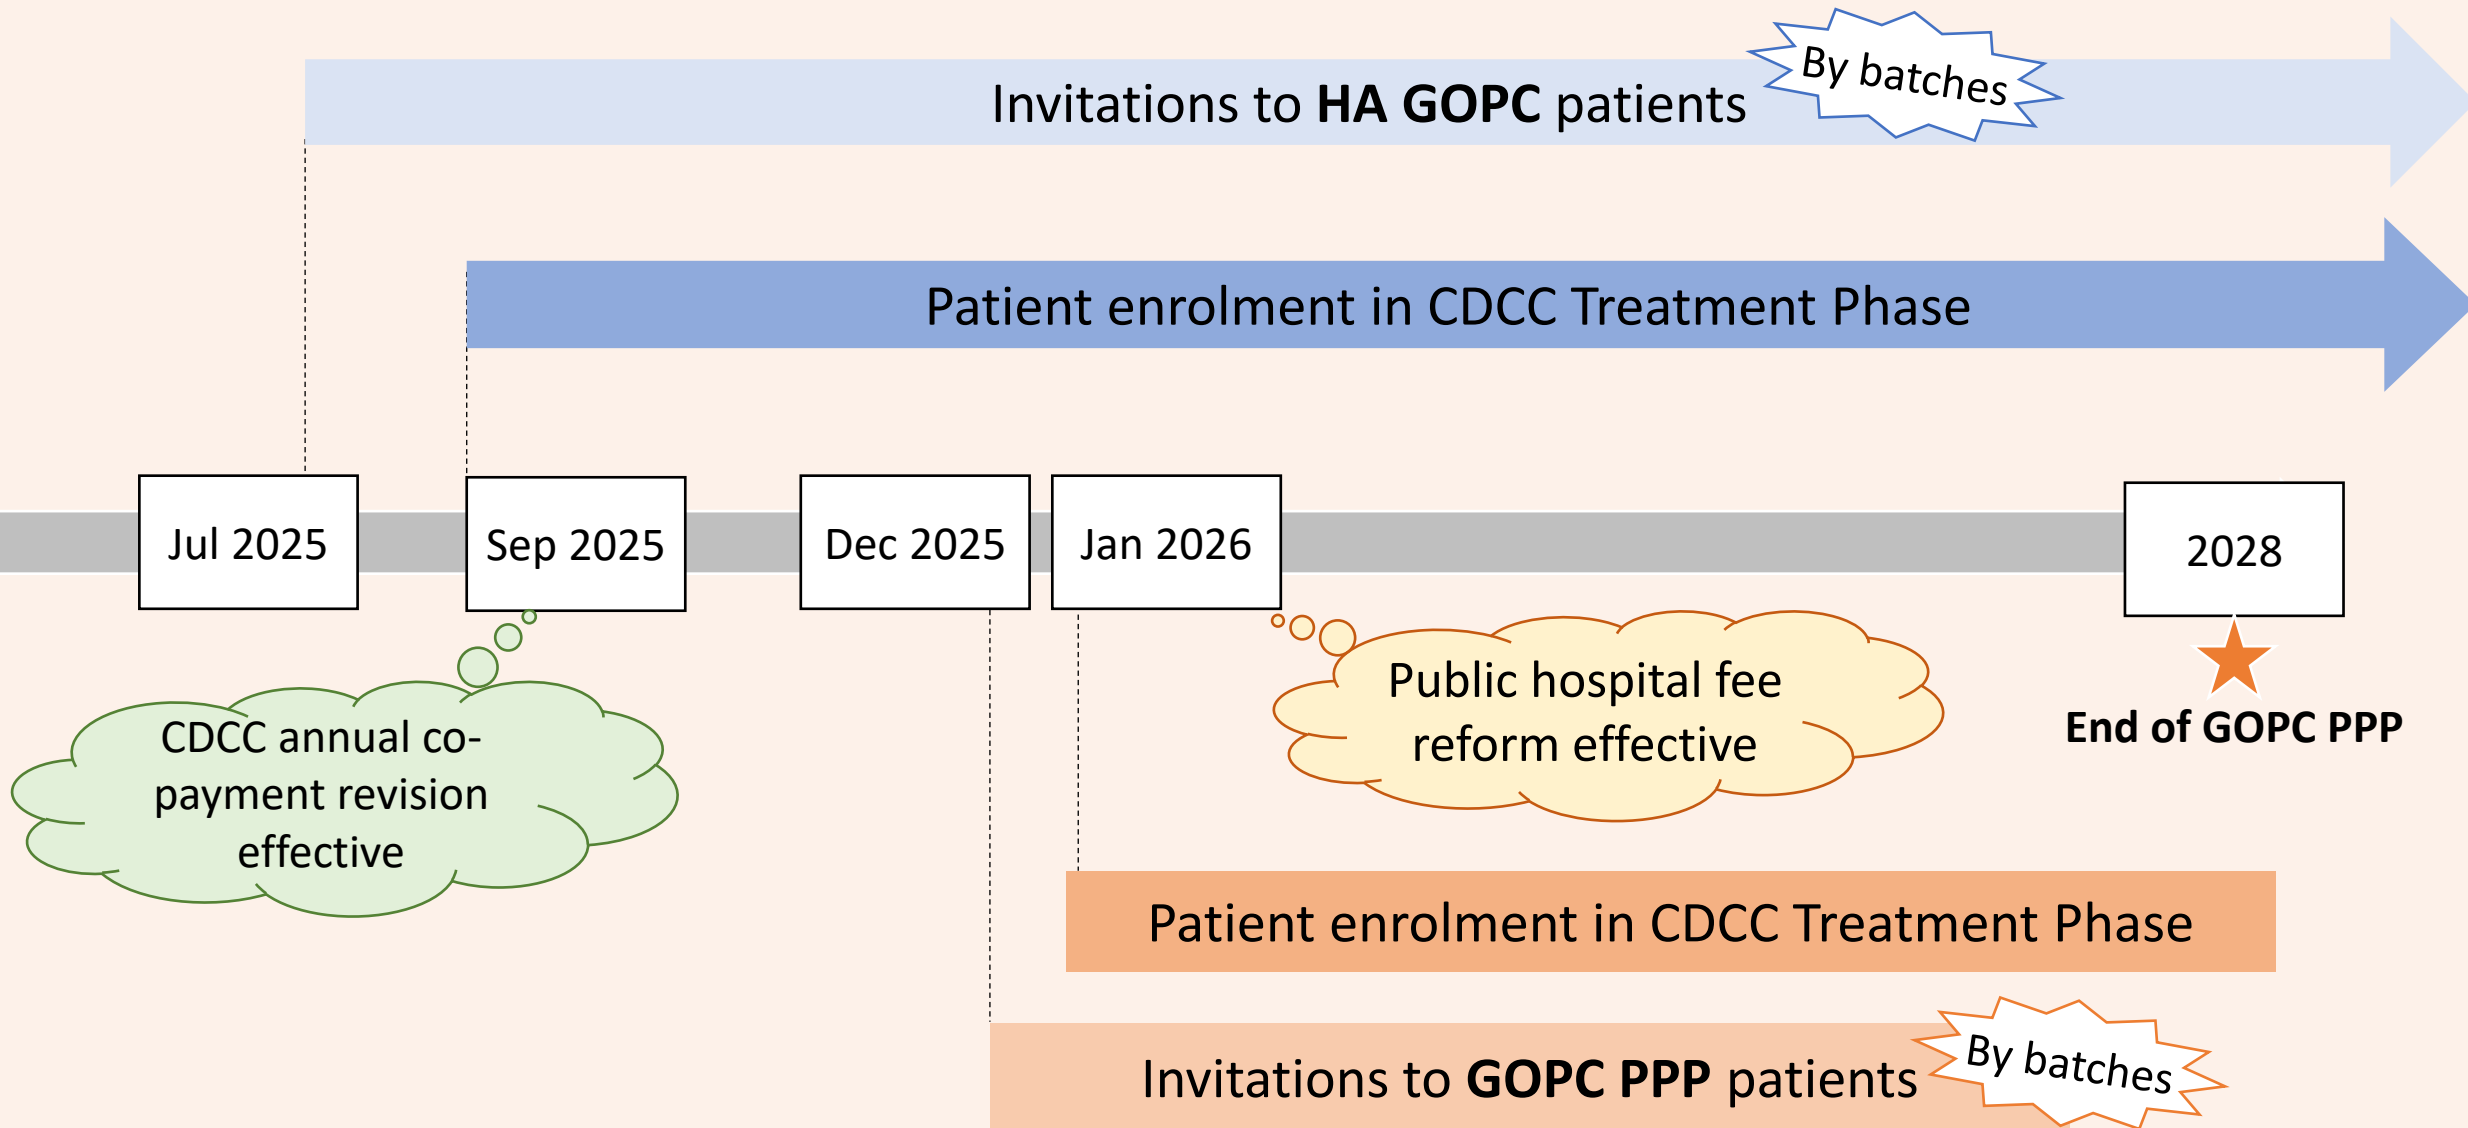 Invitations to HA GOPC patients
By batches
Patient enrolment in CDCC Treatment Phase
Jul 2025
Sep 2025
Dec 2025
Jan 2026
2028
CDCC annual co-
payment revision
effective
Public hospital fee
reform effective
End of GOPC PPP
Patient enrolment in CDCC Treatment Phase
Invitations to GOPC PPP patients
By batches